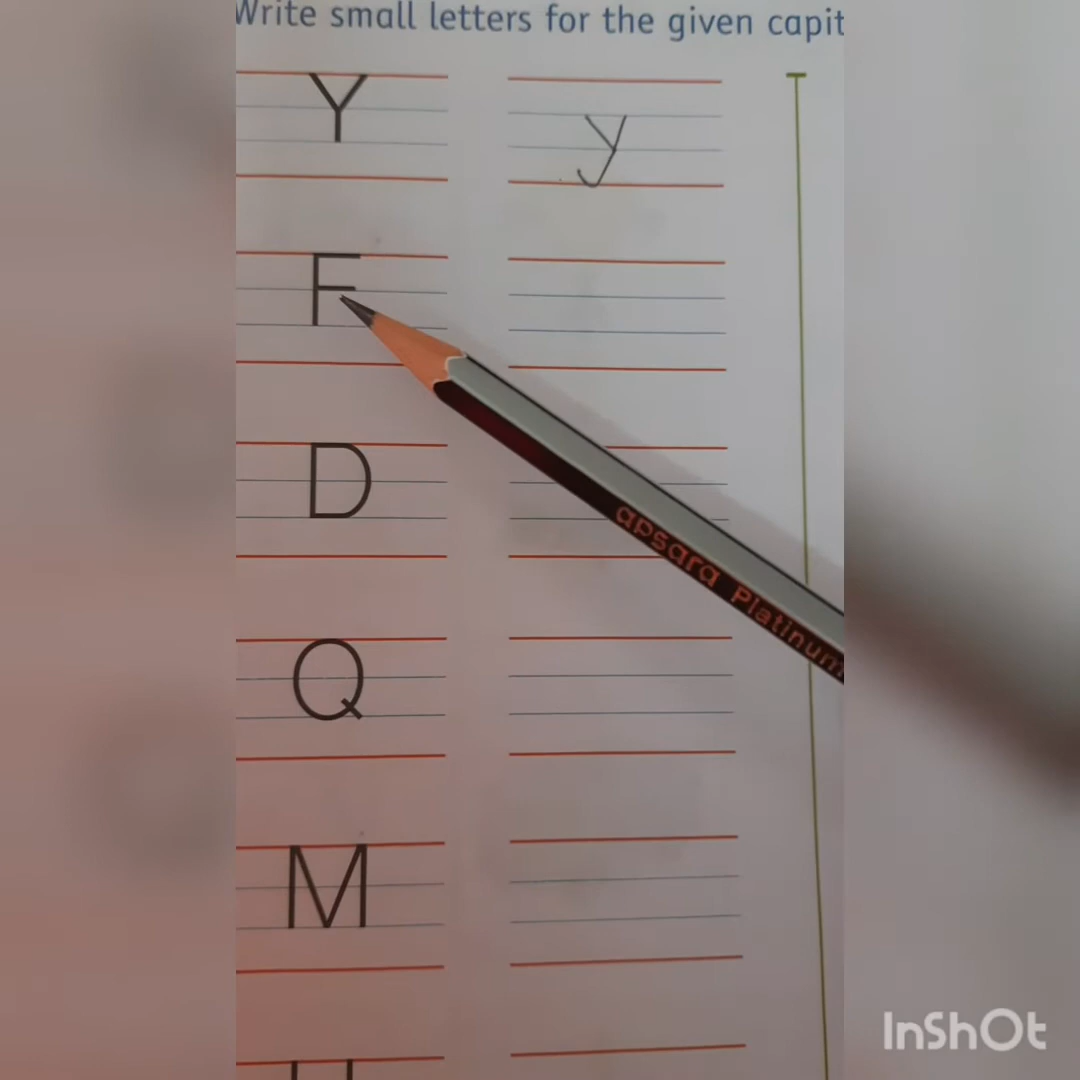 Write small letters for the given capit
Y y
F
D
Q
M
apsara Platinum
InShOt